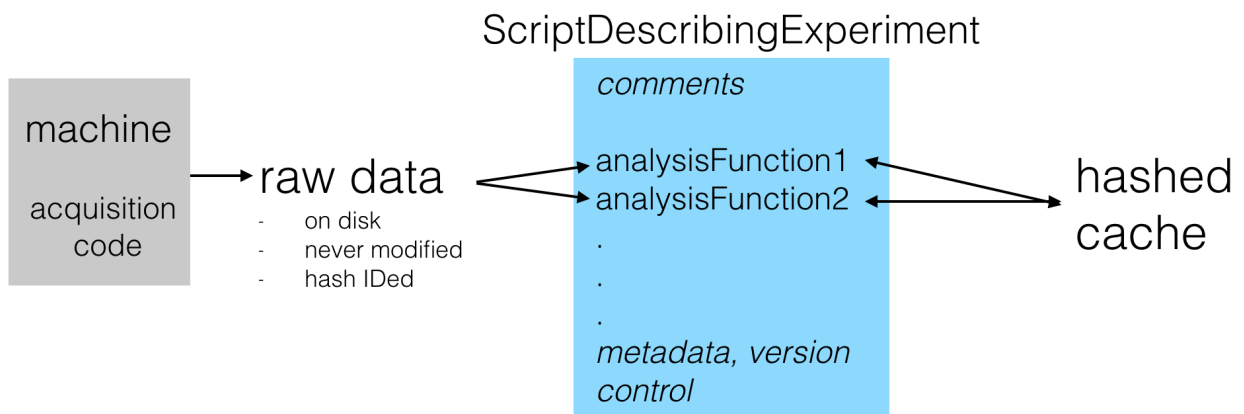 ScriptDescribingExperiment
machine
acquisition
code
raw data
- on disk
- never modified
- hash IDed
comments
analysisFunction1
analysisFunction2
.
.
.
metadata, version
control
hashed
cache